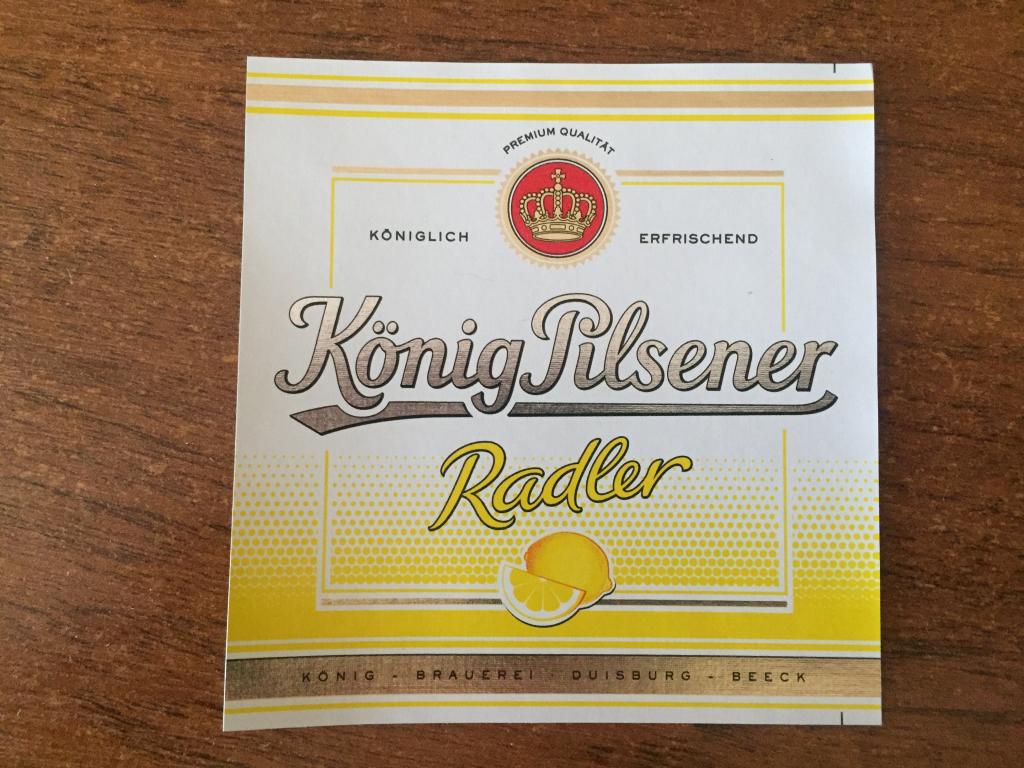 PREMIUM QUALITÄT
KÖNIGLICH ERFRISCHEND
König Pilsener
Radler
KÖNIG - BRAUEREI · DUISBURG - BEECK